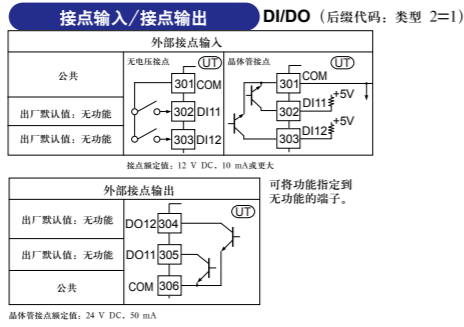 接点输入/接点输出 DI/DO (后缀代码: 类型 2=1)
外部接点输入
公共
出厂默认值: 无功能
出厂默认值: 无功能
无电压接点 UT
301 COM
302 DI11
303 DI12
晶体管接点 UT
301 COM
302 DI11 +5V
303 DI12 +5V
接点额定值: 12 V DC, 10 mA或更大
外部接点输出
出厂默认值: 无功能
出厂默认值: 无功能
公共
UT
DO12 304
DO11 305
COM 306
可将功能指定到
无功能的端子。
晶体管接点额定值: 24 V DC, 50 mA